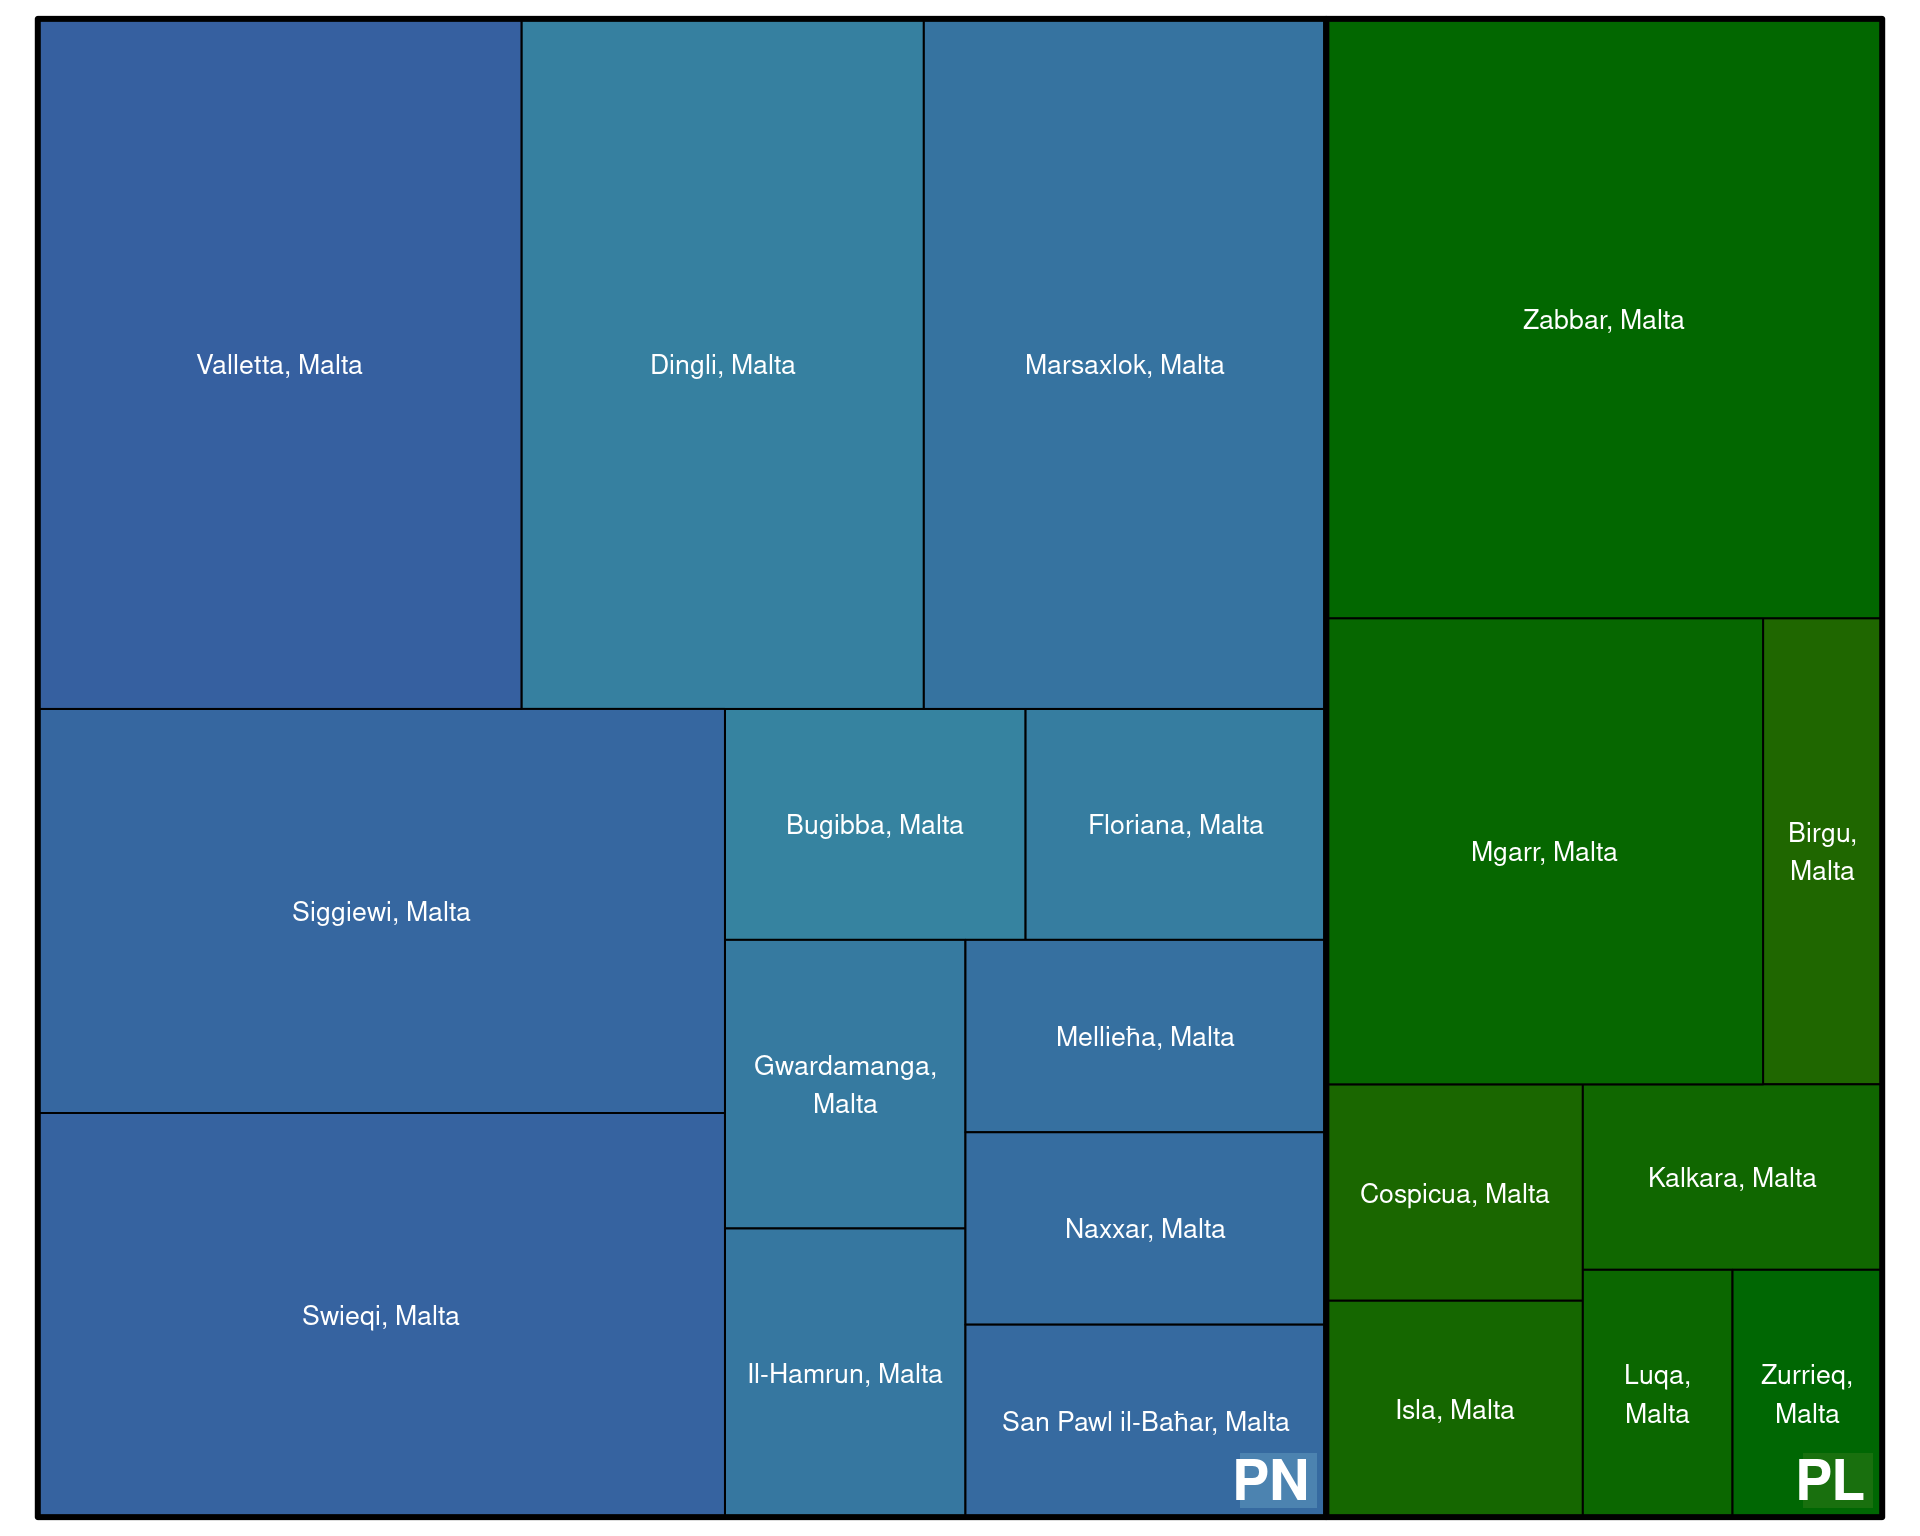 Valletta, Malta
Dingli, Malta
Marsaxlok, Malta
Zabbar, Malta
Siggiewi, Malta
Bugibba, Malta
Floriana, Malta
Mgarr, Malta
Birgu,
Malta
Gwardamanga,
Malta
Mellieħa, Malta
Naxxar, Malta
Cospicua, Malta
Kalkara, Malta
Swieqi, Malta
Il-Hamrun, Malta
San Pawl il-Baħar, Malta
Isla, Malta
Luqa,
Malta
Zurrieq,
Malta
PN
PL